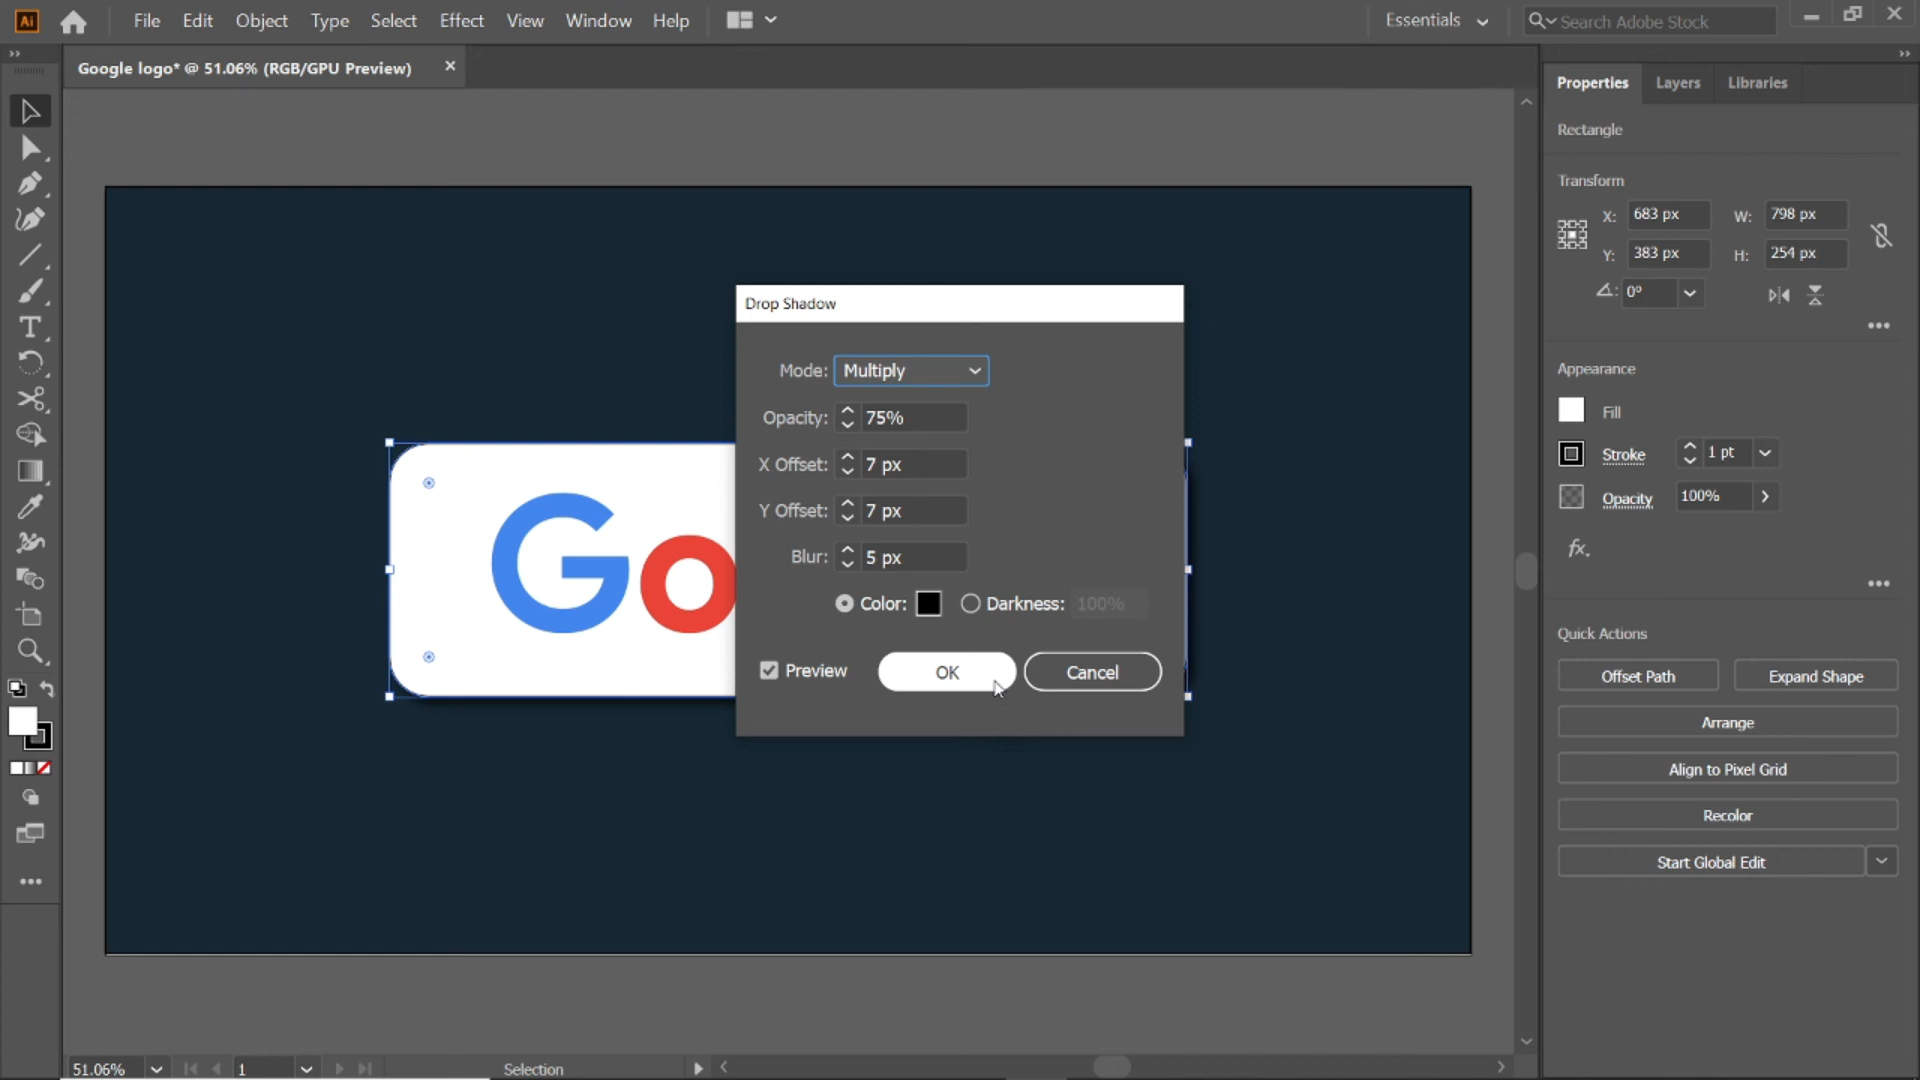 Ai File Edit Object Type Select Effect View Window Help Essentials Search Adobe Stock
Google logo* @ 51.06% (RGB/GPU Preview)
Properties Layers Libraries
Rectangle
Transform
X: 683 px W: 798 px
Y: 383 px H: 254 px
0°
Appearance
Fill
Stroke 1 pt
Opacity 100%
fx.
Quick Actions
Offset Path Expand Shape
Arrange
Align to Pixel Grid
Recolor
Start Global Edit
Drop Shadow
Mode: Multiply
Opacity: 75%
X Offset: 7 px
Y Offset: 7 px
Blur: 5 px
Color: Darkness: 100%
Preview OK Cancel
Go
51.06% 1 Selection